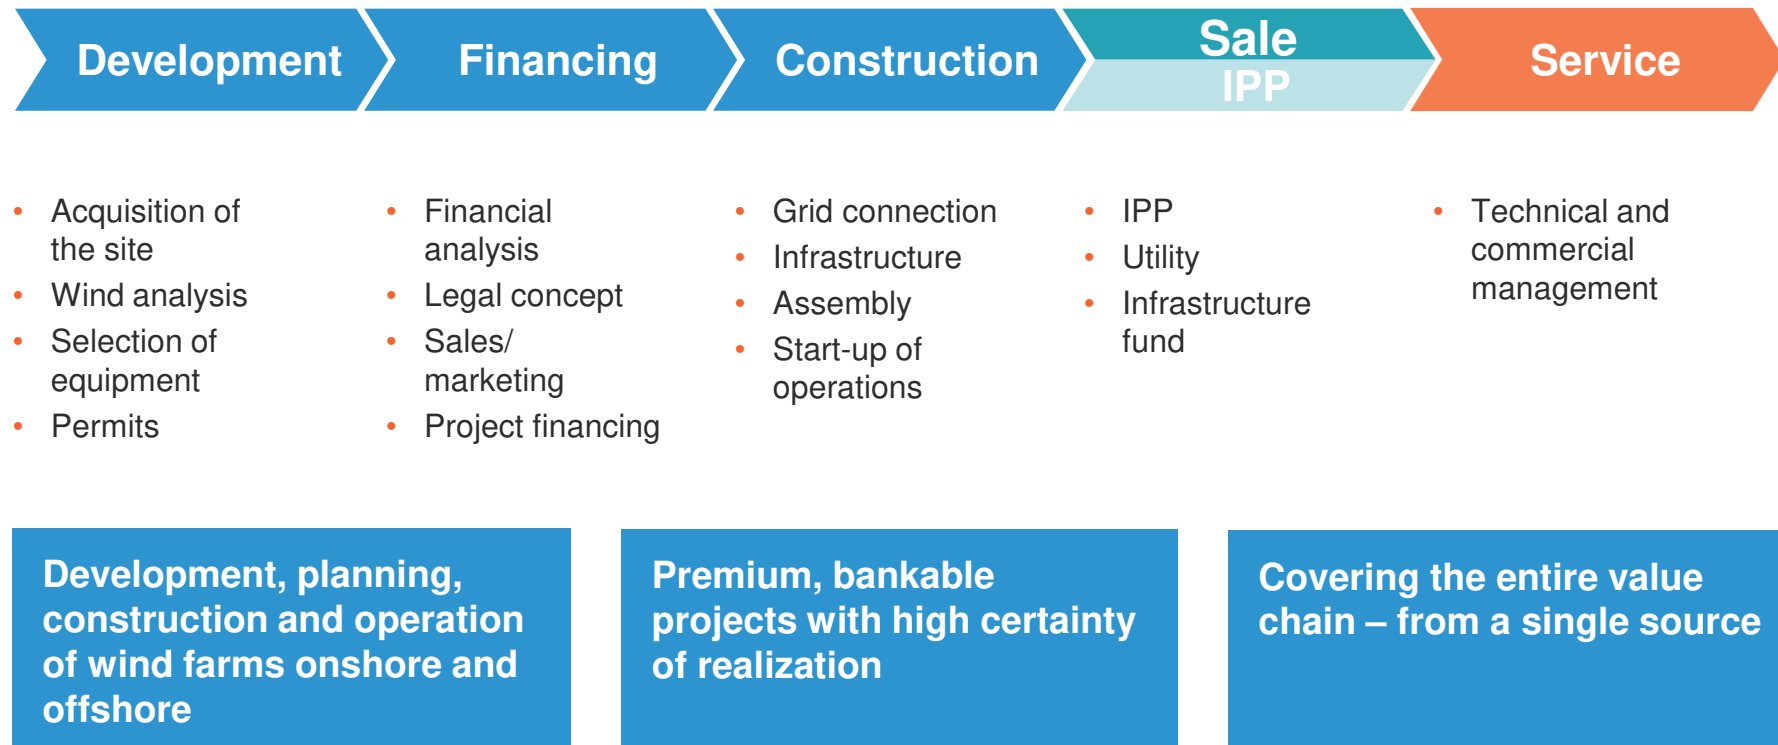 Development
Financing
Construction
Sale
IPP
Service
• Acquisition of
the site
• Wind analysis
• Selection of
equipment
• Permits
• Financial
analysis
• Legal concept
• Sales/
marketing
• Project financing
• Grid connection
• Infrastructure
• Assembly
• Start-up of
operations
• IPP
• Utility
• Infrastructure
fund
• Technical and
commercial
management
Development, planning,
construction and operation
of wind farms onshore and
offshore
Premium, bankable
projects with high certainty
of realization
Covering the entire value
chain – from a single source